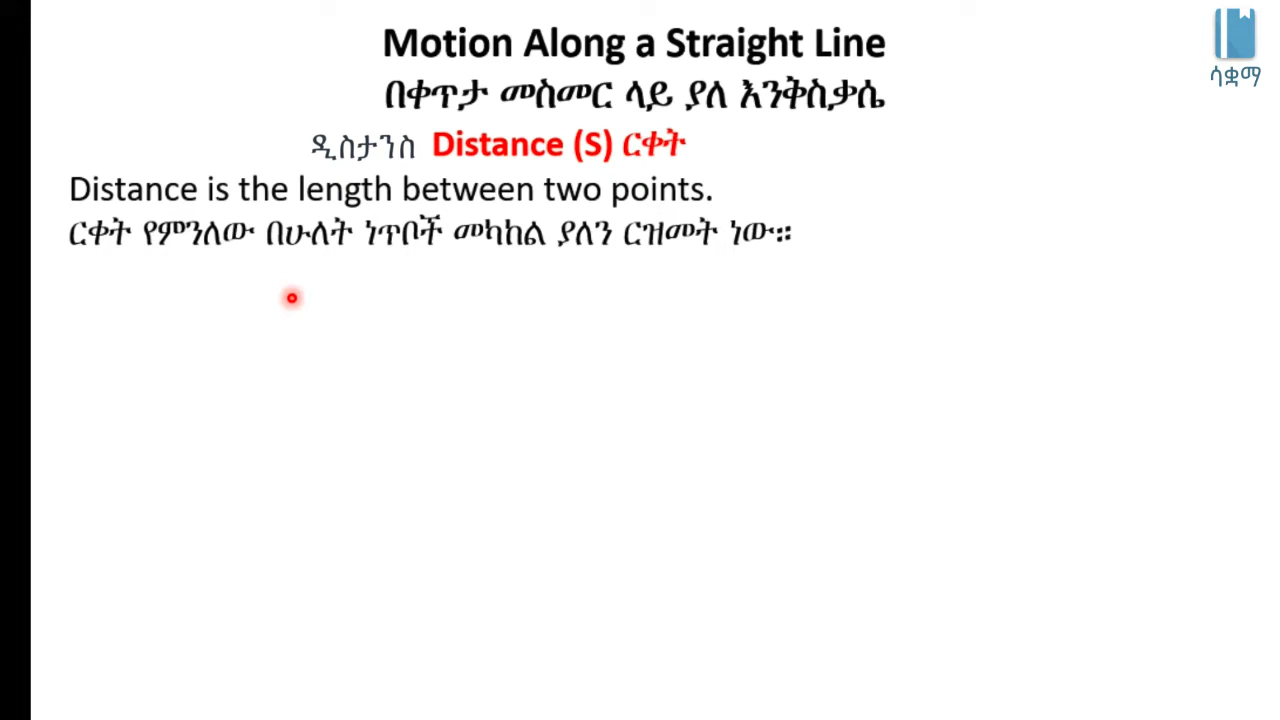 Motion Along a Straight Line
በቀጥታ መስመር ላይ ያለ እንቅስቃሴ
ዲስታንስ Distance (S) ርቀት
Distance is the length between two points.
ርቀት የምንለው በሁለት ነጥቦች መካከል ያለን ርዝመት ነው።
ሳቋማ